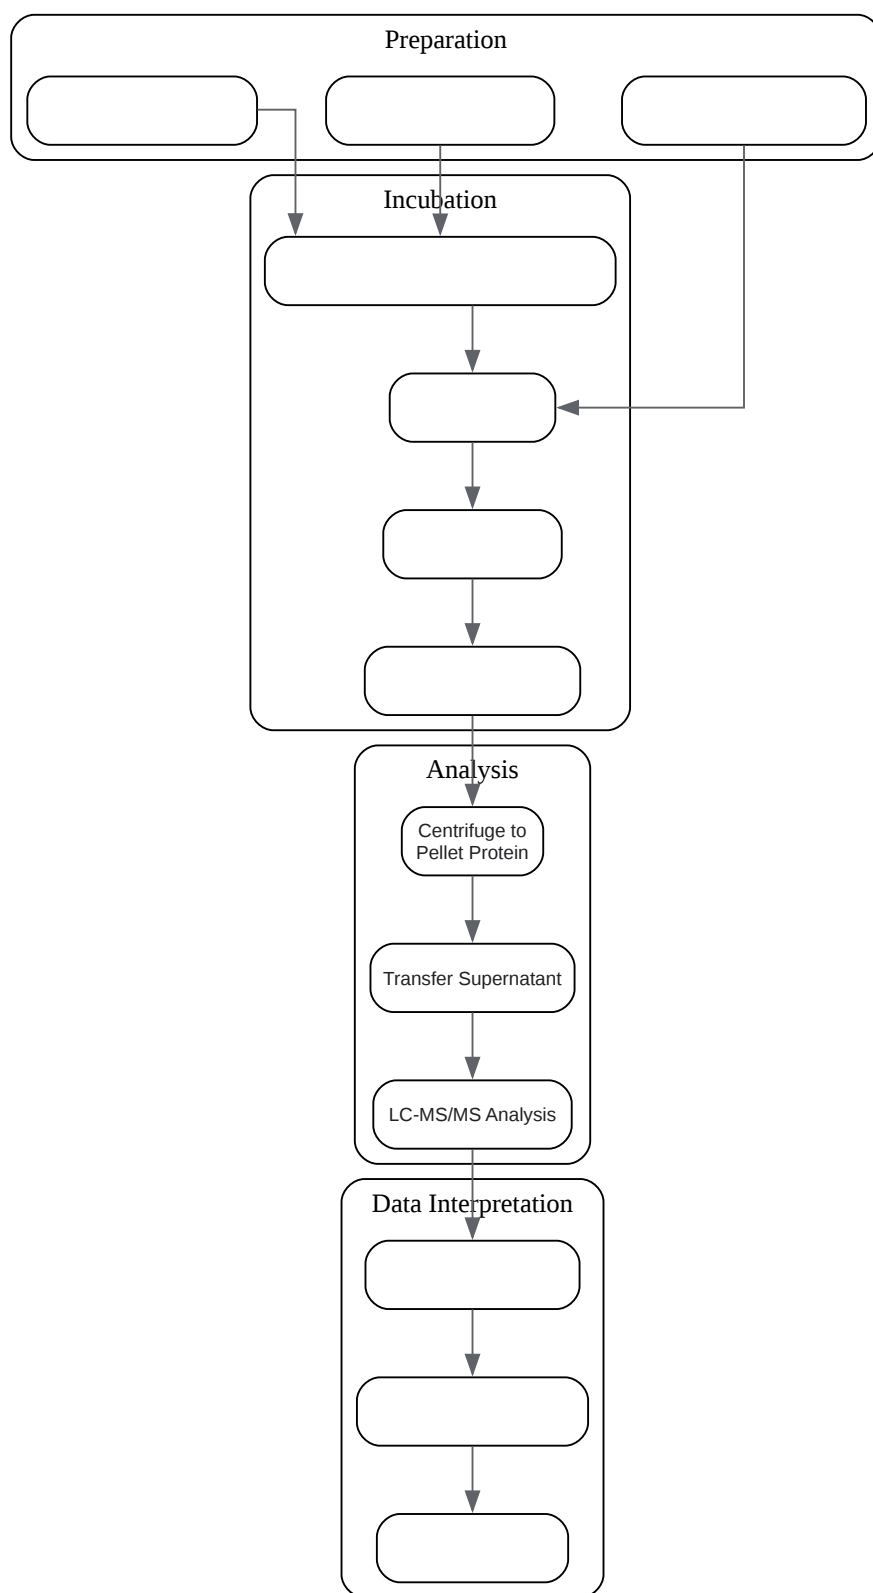 Preparation
Incubation
Analysis
Centrifuge to
Pellet Protein
Transfer Supernatant
LC-MS/MS Analysis
Data Interpretation